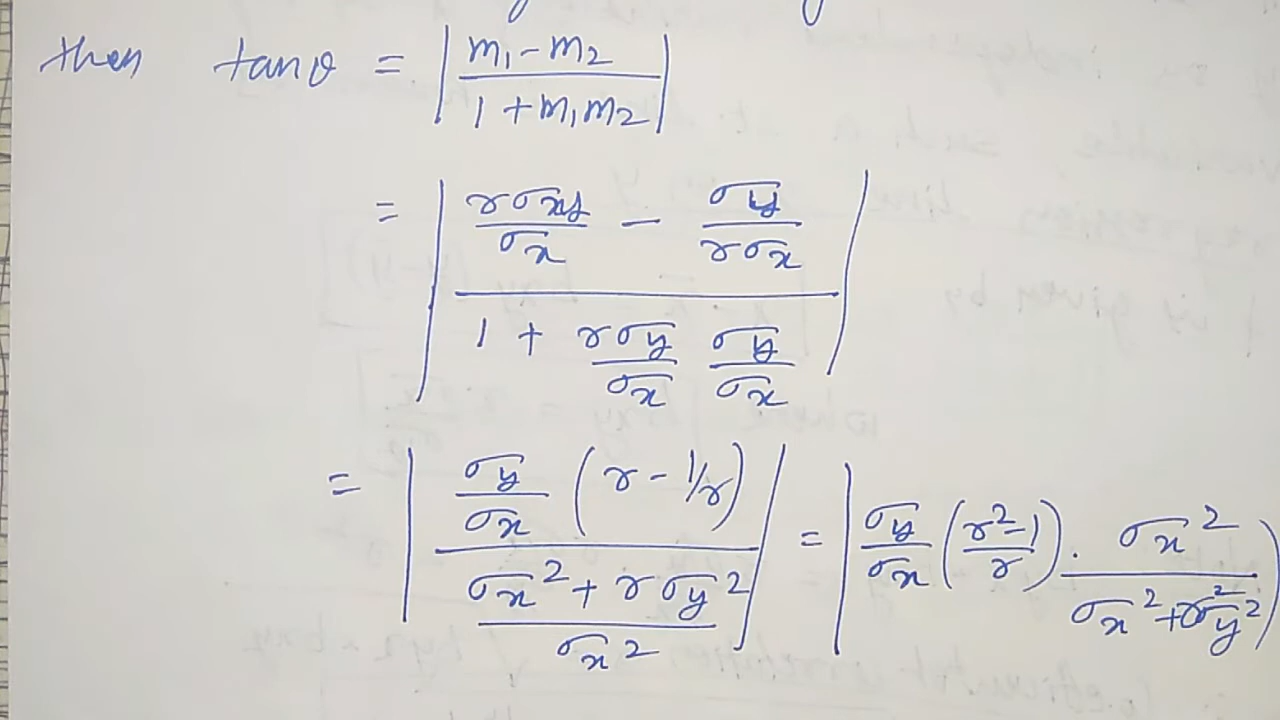 then tanθ = | (m₁ - m₂) / (1 + m₁m₂) |
= | (rσxy/σx - σy/(rσx)) / (1 + (rσy/σx) (σy/σx)) |
= | (σy/σx (r - 1/r)) / ((σx² + rσy²)/σx²) | = | σy/σx ((r² - 1)/r) · σx²/(σx² + σy²) |